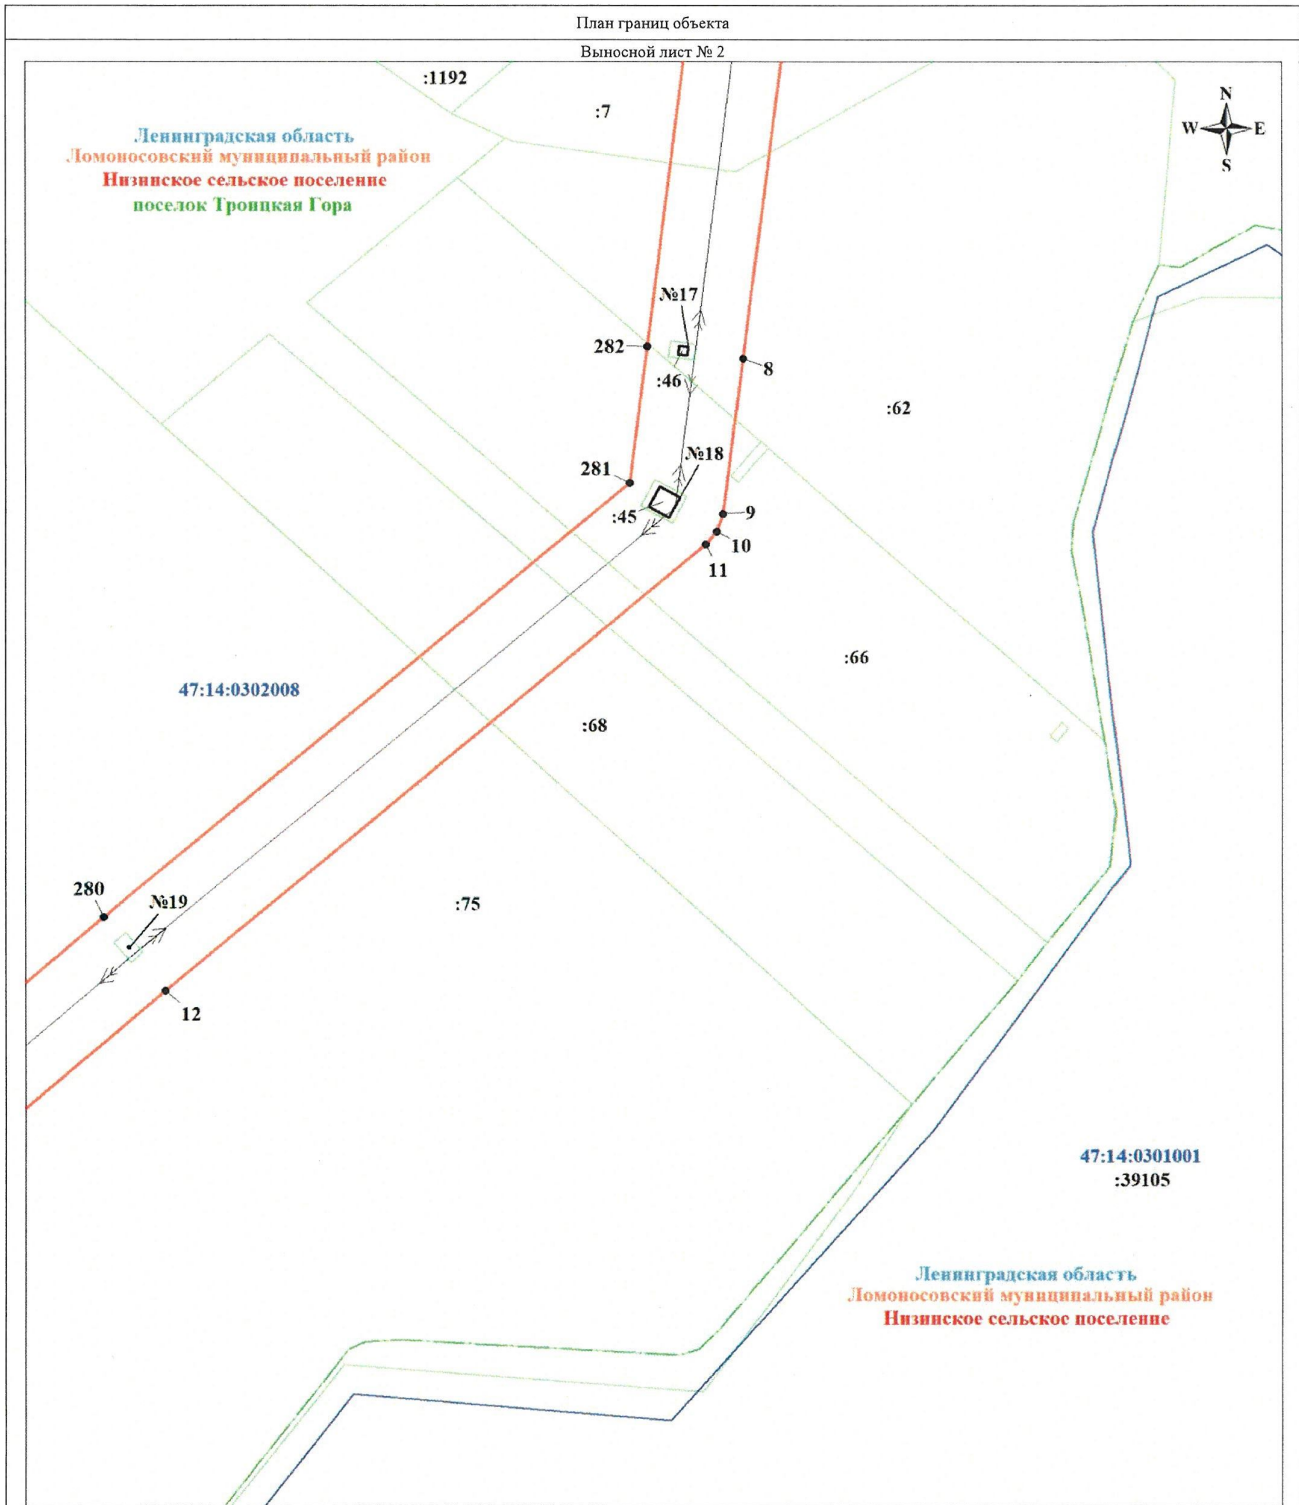 План границ объекта
Выносной лист № 2
:1192
:7
N
W E
S
Ленинградская область
Ломоносовский муниципальный район
Низинское сельское поселение
поселок Троицкая Гора
№17
282
8
:46
:62
№18
281
:45
9
10
11
:66
47:14:0302008
:68
280
№19
:75
12
47:14:0301001
:39105
Ленинградская область
Ломоносовский муниципальный район
Низинское сельское поселение